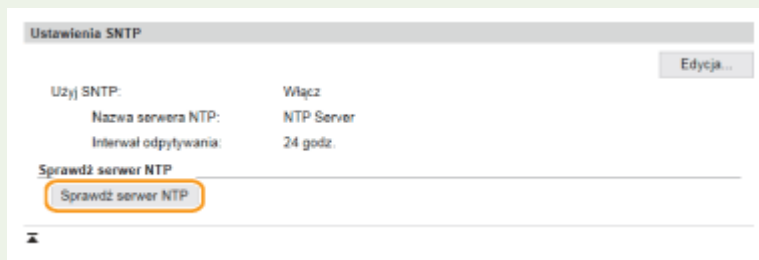 Ustawienia SNTP
Edycja...
Użyj SNTP: Włącz
Nazwa serwera NTP: NTP Server
Interwał odpytywania: 24 godz.
Sprawdź serwer NTP
Sprawdź serwer NTP